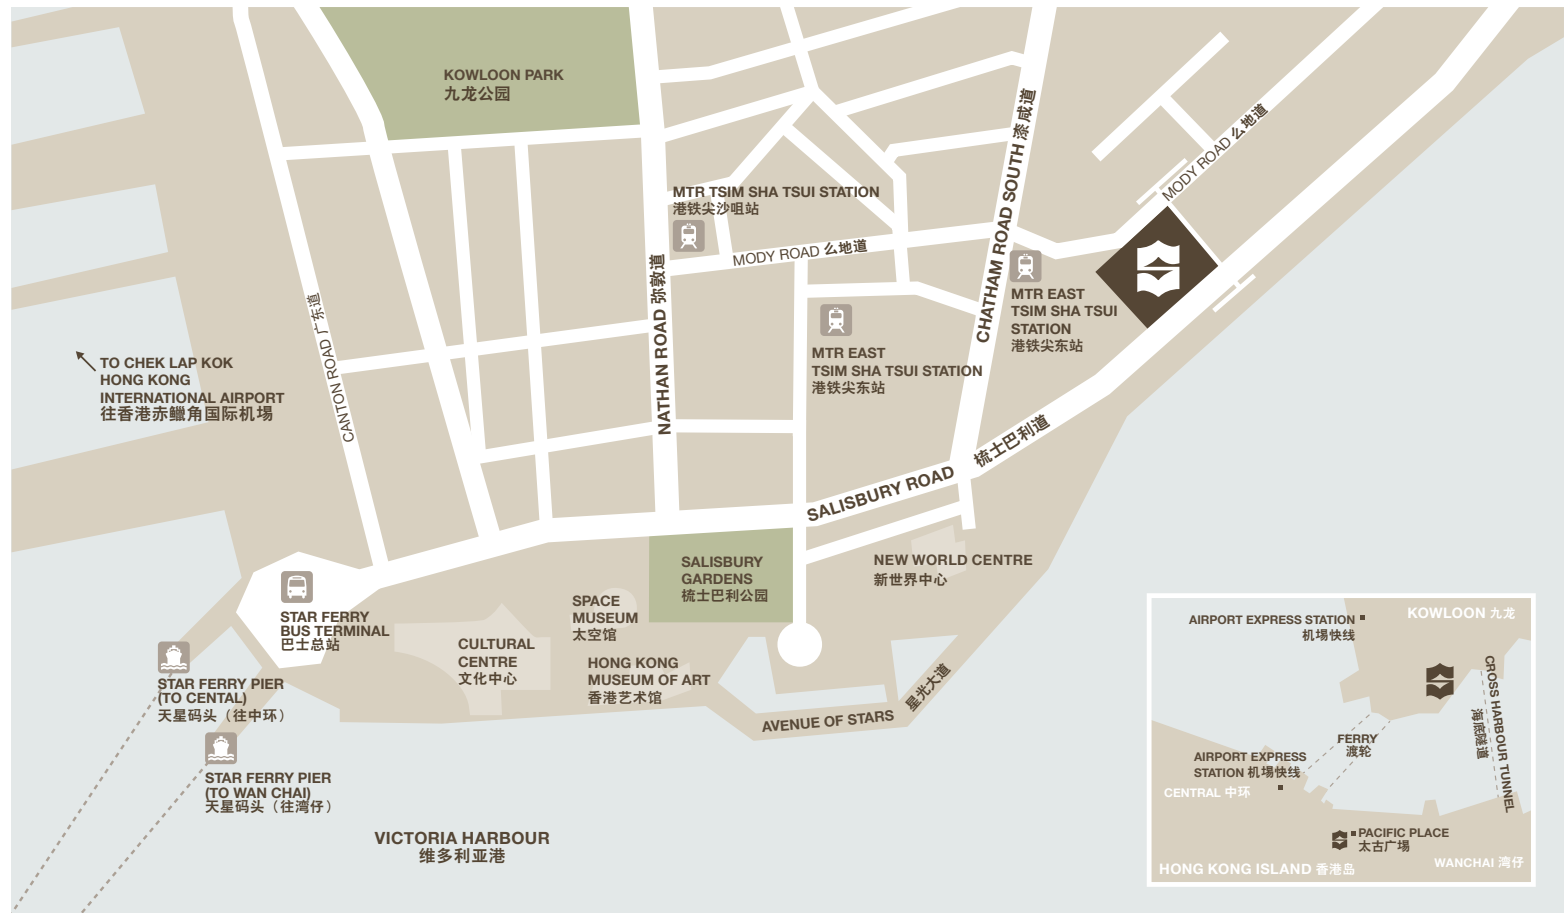 KOWLOON PARK
九龙公园
MTR TSIM SHA TSUI STATION
港铁尖沙咀站
MODY ROAD 么地道
MODY ROAD 么地道
CHATHAM ROAD SOUTH 漆咸道
NATHAN ROAD 弥敦道
CANTON ROAD 广东道
MTR EAST
TSIM SHA TSUI
STATION
港铁尖东站
MTR EAST
TSIM SHA TSUI STATION
港铁尖东站
TO CHEK LAP KOK
HONG KONG
INTERNATIONAL AIRPORT
往香港赤鱲角国际机場
SALISBURY ROAD 梳士巴利道
SALISBURY
GARDENS
梳士巴利公园
NEW WORLD CENTRE
新世界中心
STAR FERRY
BUS TERMINAL
巴士总站
SPACE
MUSEUM
太空馆
CULTURAL
CENTRE
文化中心
HONG KONG
MUSEUM OF ART
香港艺术馆
STAR FERRY PIER
(TO CENTAL)
天星码头（往中环）
AVENUE OF STARS 星光大道
STAR FERRY PIER
(TO WAN CHAI)
天星码头（往湾仔）
VICTORIA HARBOUR
维多利亚港
AIRPORT EXPRESS STATION
机場快线
KOWLOON 九龙
CROSS HARBOUR TUNNEL
海底隧道
FERRY
渡轮
AIRPORT EXPRESS
STATION 机場快线
CENTRAL 中环
PACIFIC PLACE
太古广場
HONG KONG ISLAND 香港岛
WANCHAI 湾仔